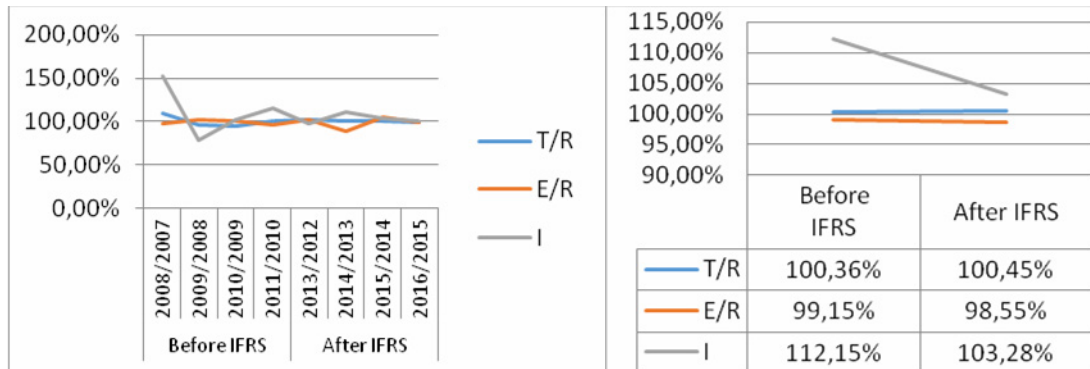 200,00%
150,00%
100,00%
50,00%
0,00%
2008/2007
2009/2008
2010/2009
2011/2010
2013/2012
2014/2013
2015/2014
2016/2015
Before IFRS
After IFRS
T/R
E/R
I
115,00%
110,00%
105,00%
100,00%
95,00%
90,00%
Before
IFRS
After IFRS
T/R 100,36% 100,45%
E/R 99,15% 98,55%
I 112,15% 103,28%